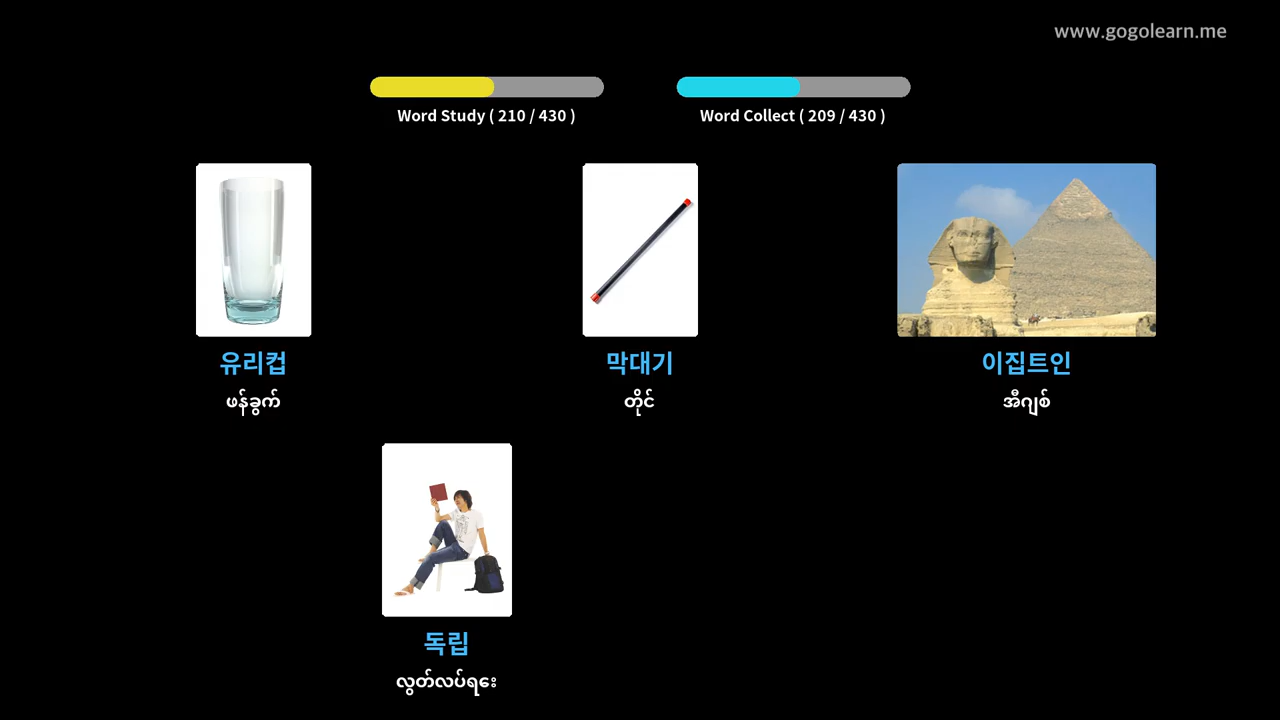 www.gogolearn.me
Word Study ( 210 / 430 )
Word Collect ( 209 / 430 )
유리컵
ဖန်ခွက်
막대기
တိုင်
이집트인
အီဂျစ်
독립
လွတ်လပ်ရေး